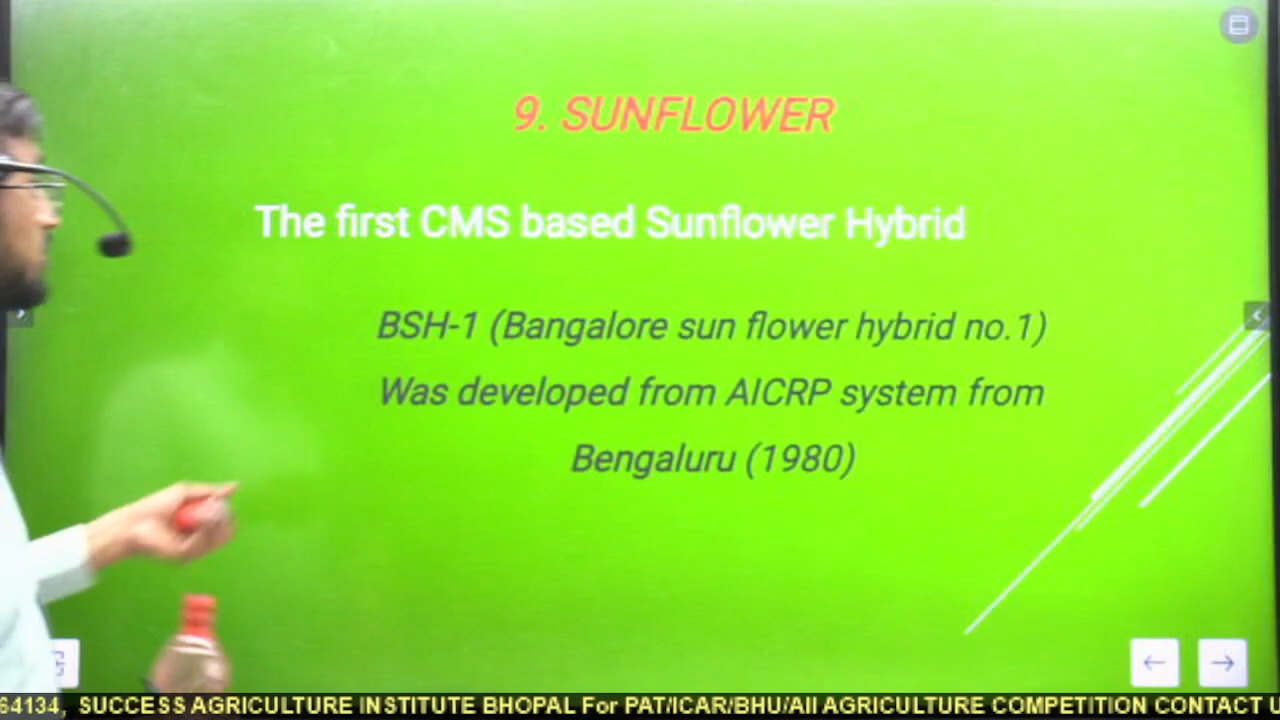 9. SUNFLOWER
The first CMS based Sunflower Hybrid
BSH-1 (Bangalore sun flower hybrid no.1)
Was developed from AICRP system from
Bengaluru (1980)
64134, SUCCESS AGRICULTURE INSTITUTE BHOPAL For PAT/ICAR/BHU/All AGRICULTURE COMPETITION CONTACT U